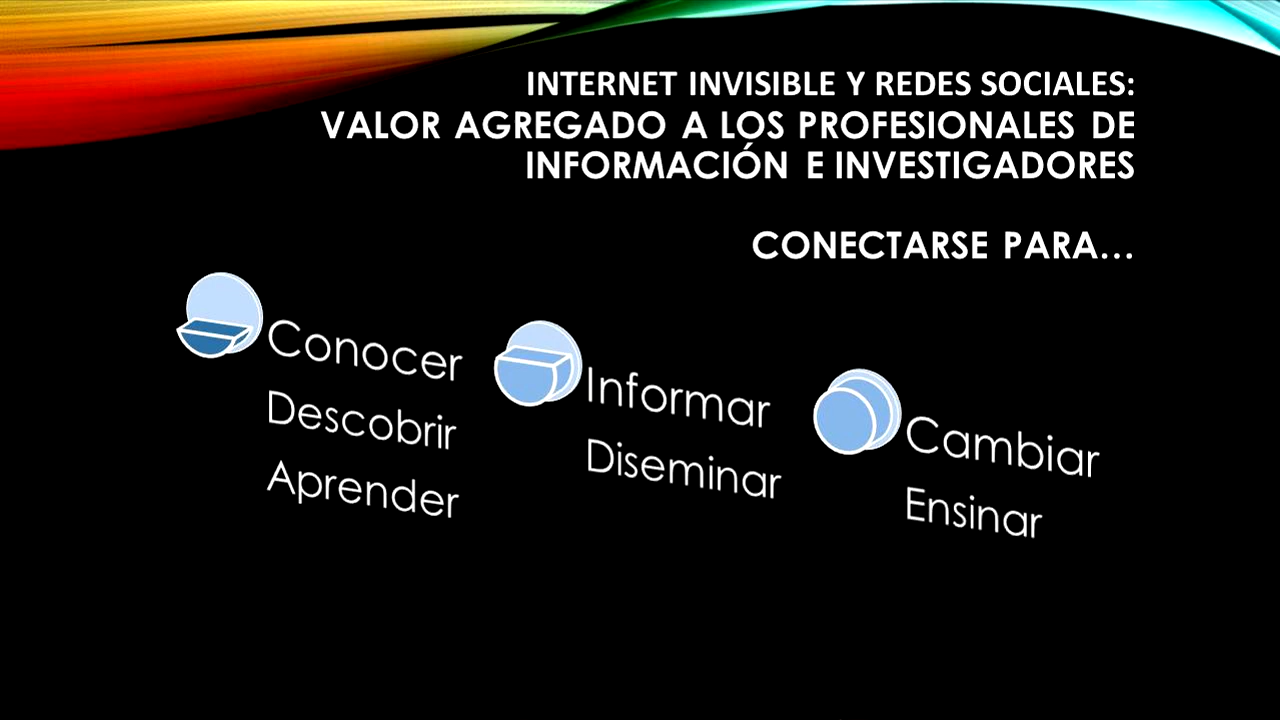 INTERNET INVISIBLE Y REDES SOCIALES:
VALOR AGREGADO A LOS PROFESIONALES DE
INFORMACIÓN E INVESTIGADORES
CONECTARSE PARA...
Conocer
Descobrir
Aprender
Informar
Diseminar
Cambiar
Ensinar